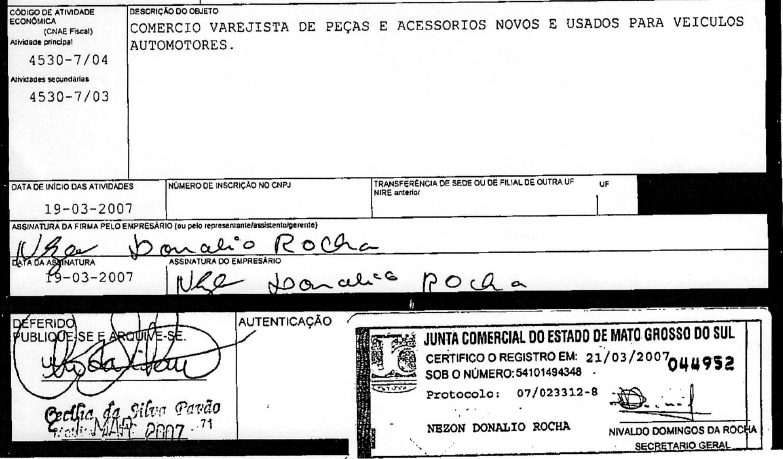 CÓDIGO DE ATIVIDADE ECONÔMICA
(CNAE Fiscal)
Atividade principal
4530-7/04
Atividades secundárias
4530-7/03
DESCRIÇÃO DO OBJETO
COMERCIO VAREJISTA DE PEÇAS E ACESSORIOS NOVOS E USADOS PARA VEICULOS
AUTOMOTORES.
DATA DE INÍCIO DAS ATIVIDADES
19-03-2007
NÚMERO DE INSCRIÇÃO NO CNPJ
TRANSFERÊNCIA DE SEDE OU DE FILIAL DE OUTRA UF
NIRE anterior
UF
ASSINATURA DA FIRMA PELO EMPRESÁRIO (ou pelo representante/assistente/gerente)
Donalio Rocha
DATA DA ASSINATURA
19-03-2007
ASSINATURA DO EMPRESÁRIO
Donalio Rocha
DEFERIDO
PUBLIQUE-SE E ARQUIVE-SE.
Cecília da Silva Pavão
MAR 2007
71
AUTENTICAÇÃO
JUNTA COMERCIAL DO ESTADO DE MATO GROSSO DO SUL
CERTIFICO O REGISTRO EM: 21/03/2007
044952
SOB O NÚMERO: 54101494348
Protocolo: 07/023312-8
NEZON DONALIO ROCHA
NIVALDO DOMINGOS DA ROCHA
SECRETARIO GERAL